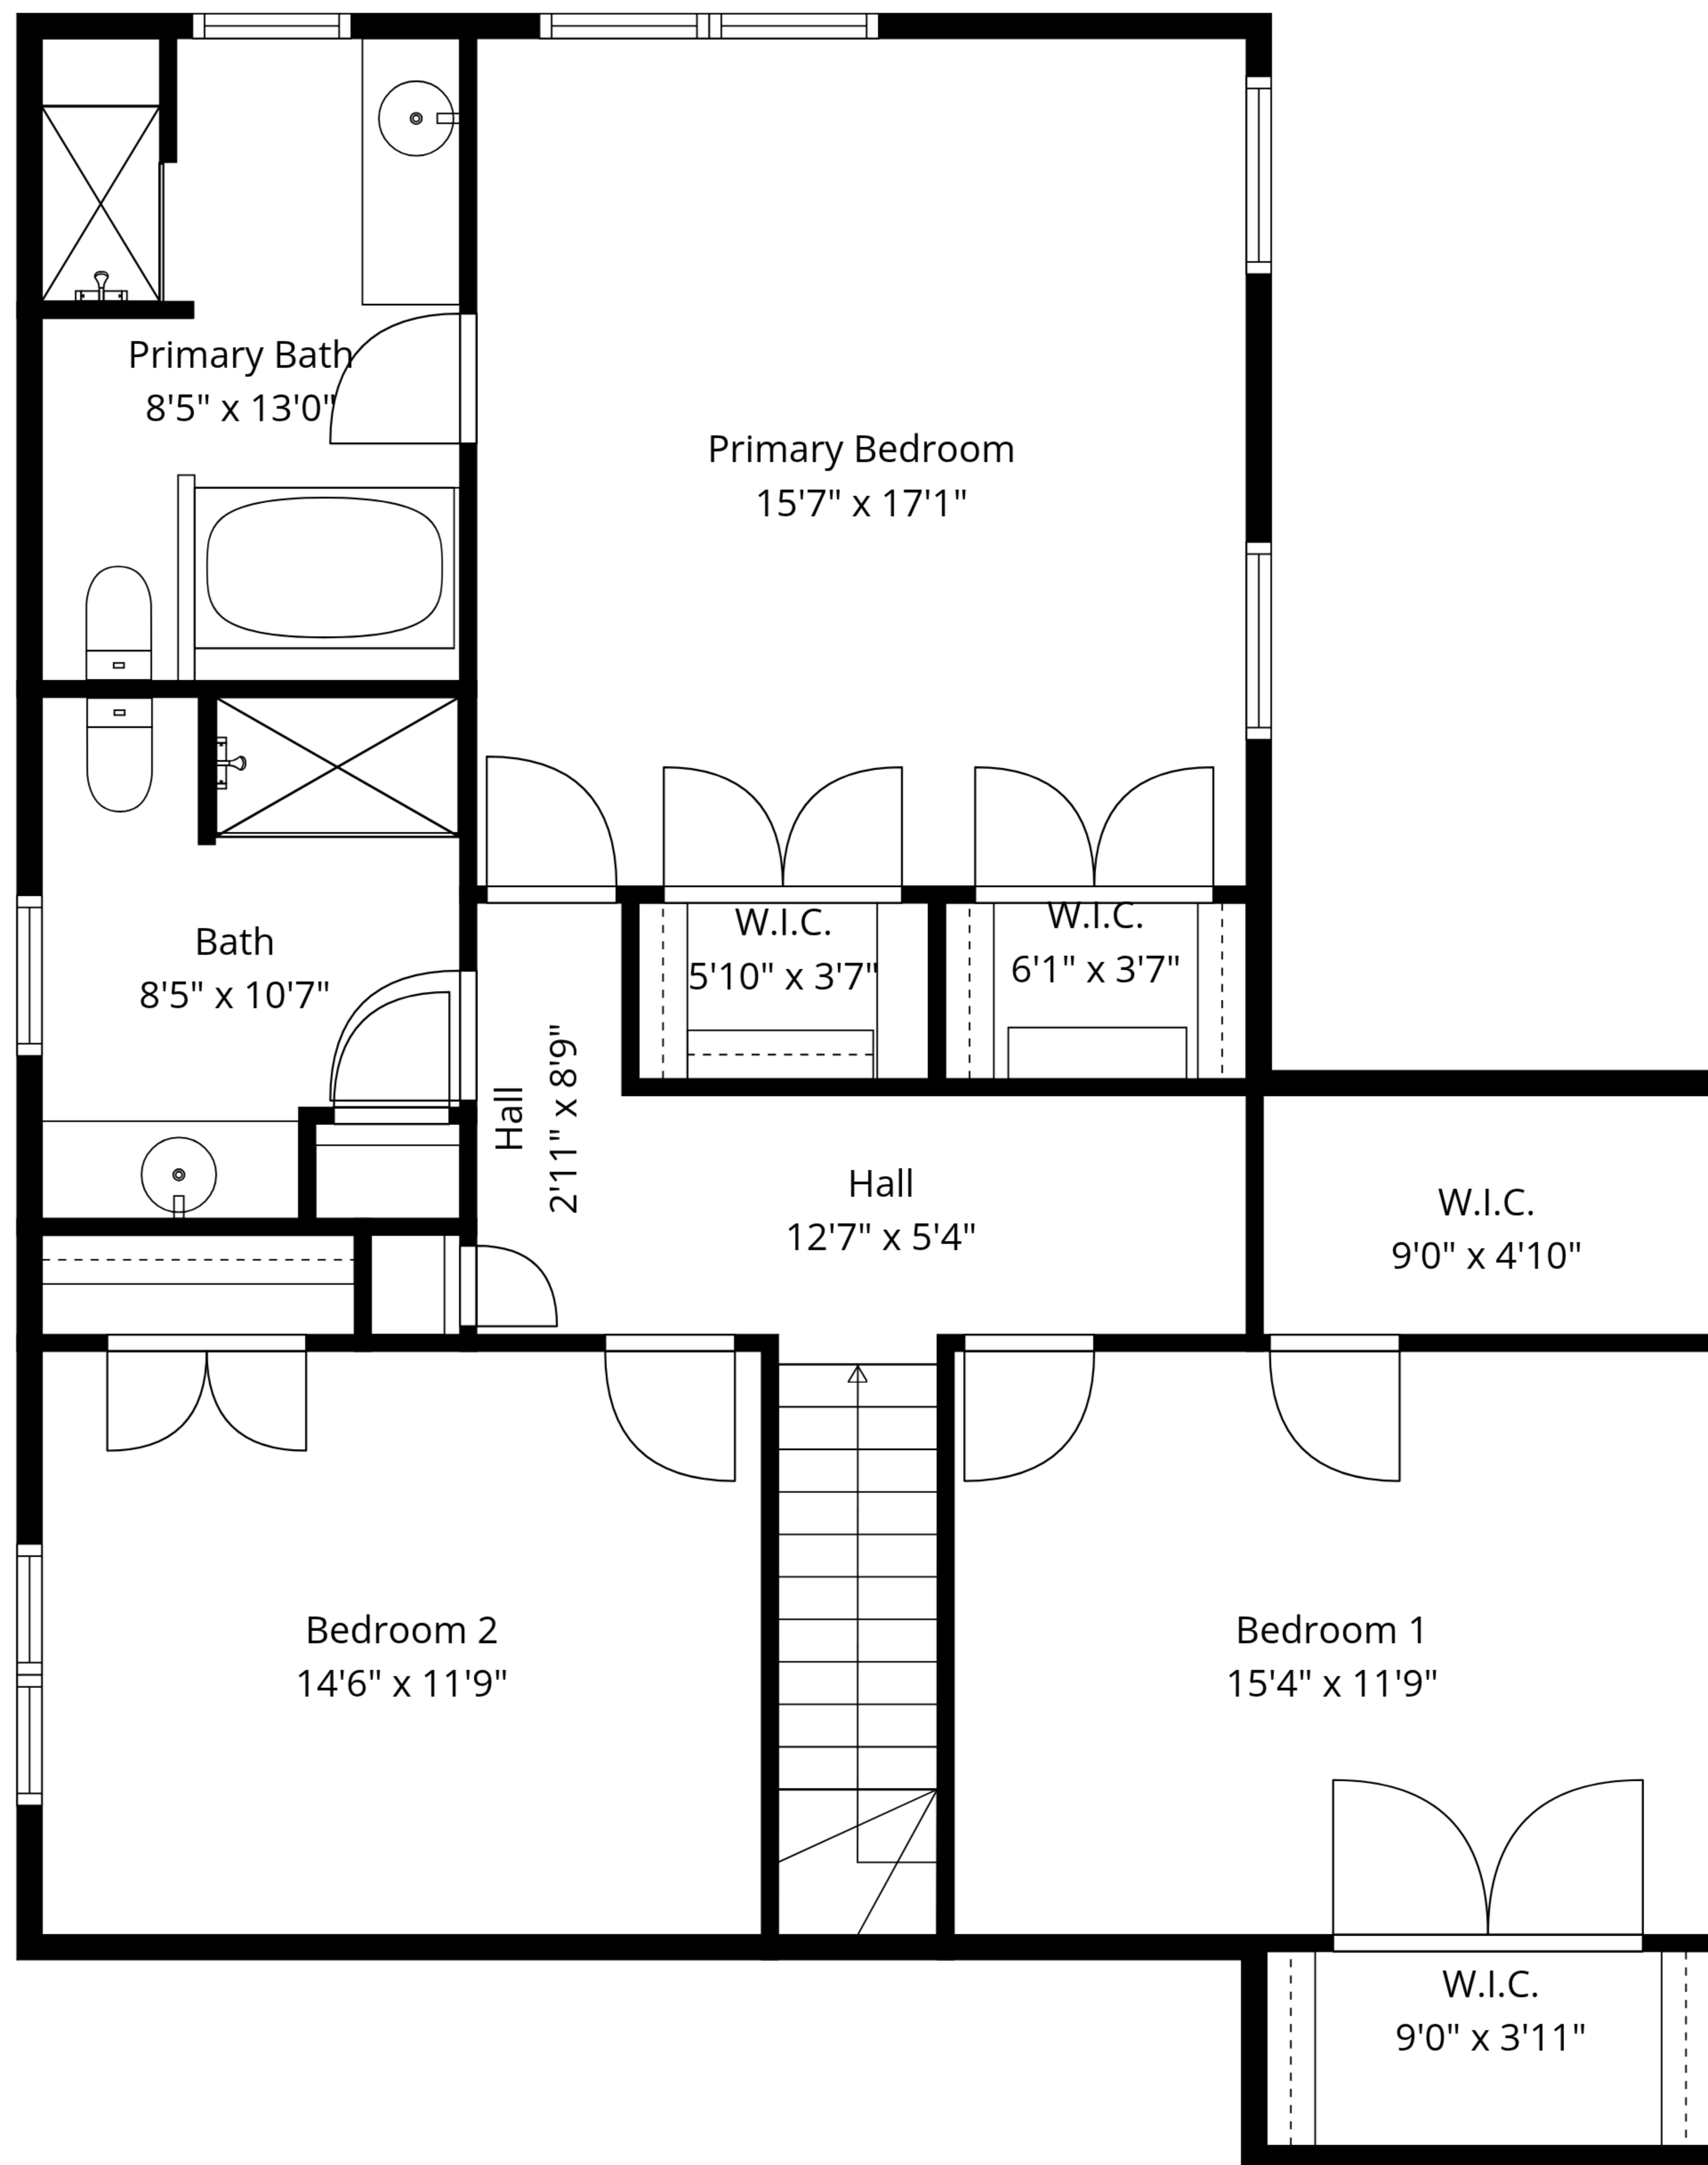 Primary Bath
8'5" x 13'0"
Primary Bedroom
15'7" x 17'1"
W.I.C.
5'10" x 3'7"
W.I.C.
6'1" x 3'7"
Bath
8'5" x 10'7"
Hall
2'11" x 8'9"
Hall
12'7" x 5'4"
W.I.C.
9'0" x 4'10"
Bedroom 2
14'6" x 11'9"
Bedroom 1
15'4" x 11'9"
W.I.C.
9'0" x 3'11"